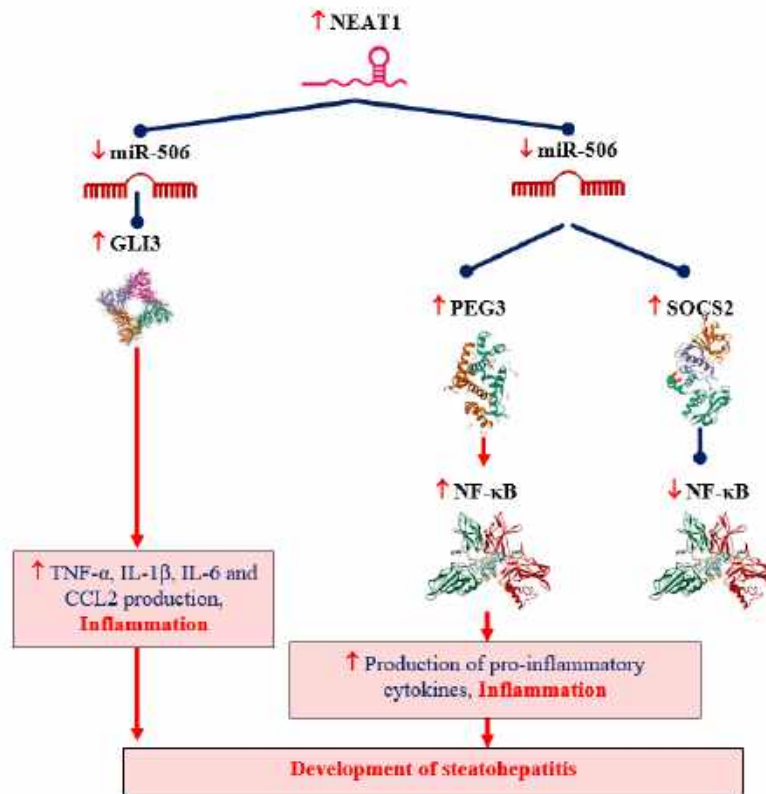 ↑ NEAT1
↓ miR-506
↓ miR-506
↑ GLI3
↑ PEG3
↑ SOCS2
↑ NF-κB
↓ NF-κB
↑ TNF-α, IL-1β, IL-6 and
CCL2 production,
Inflammation
↑ Production of pro-inflammatory
cytokines, Inflammation
Development of steatohepatitis